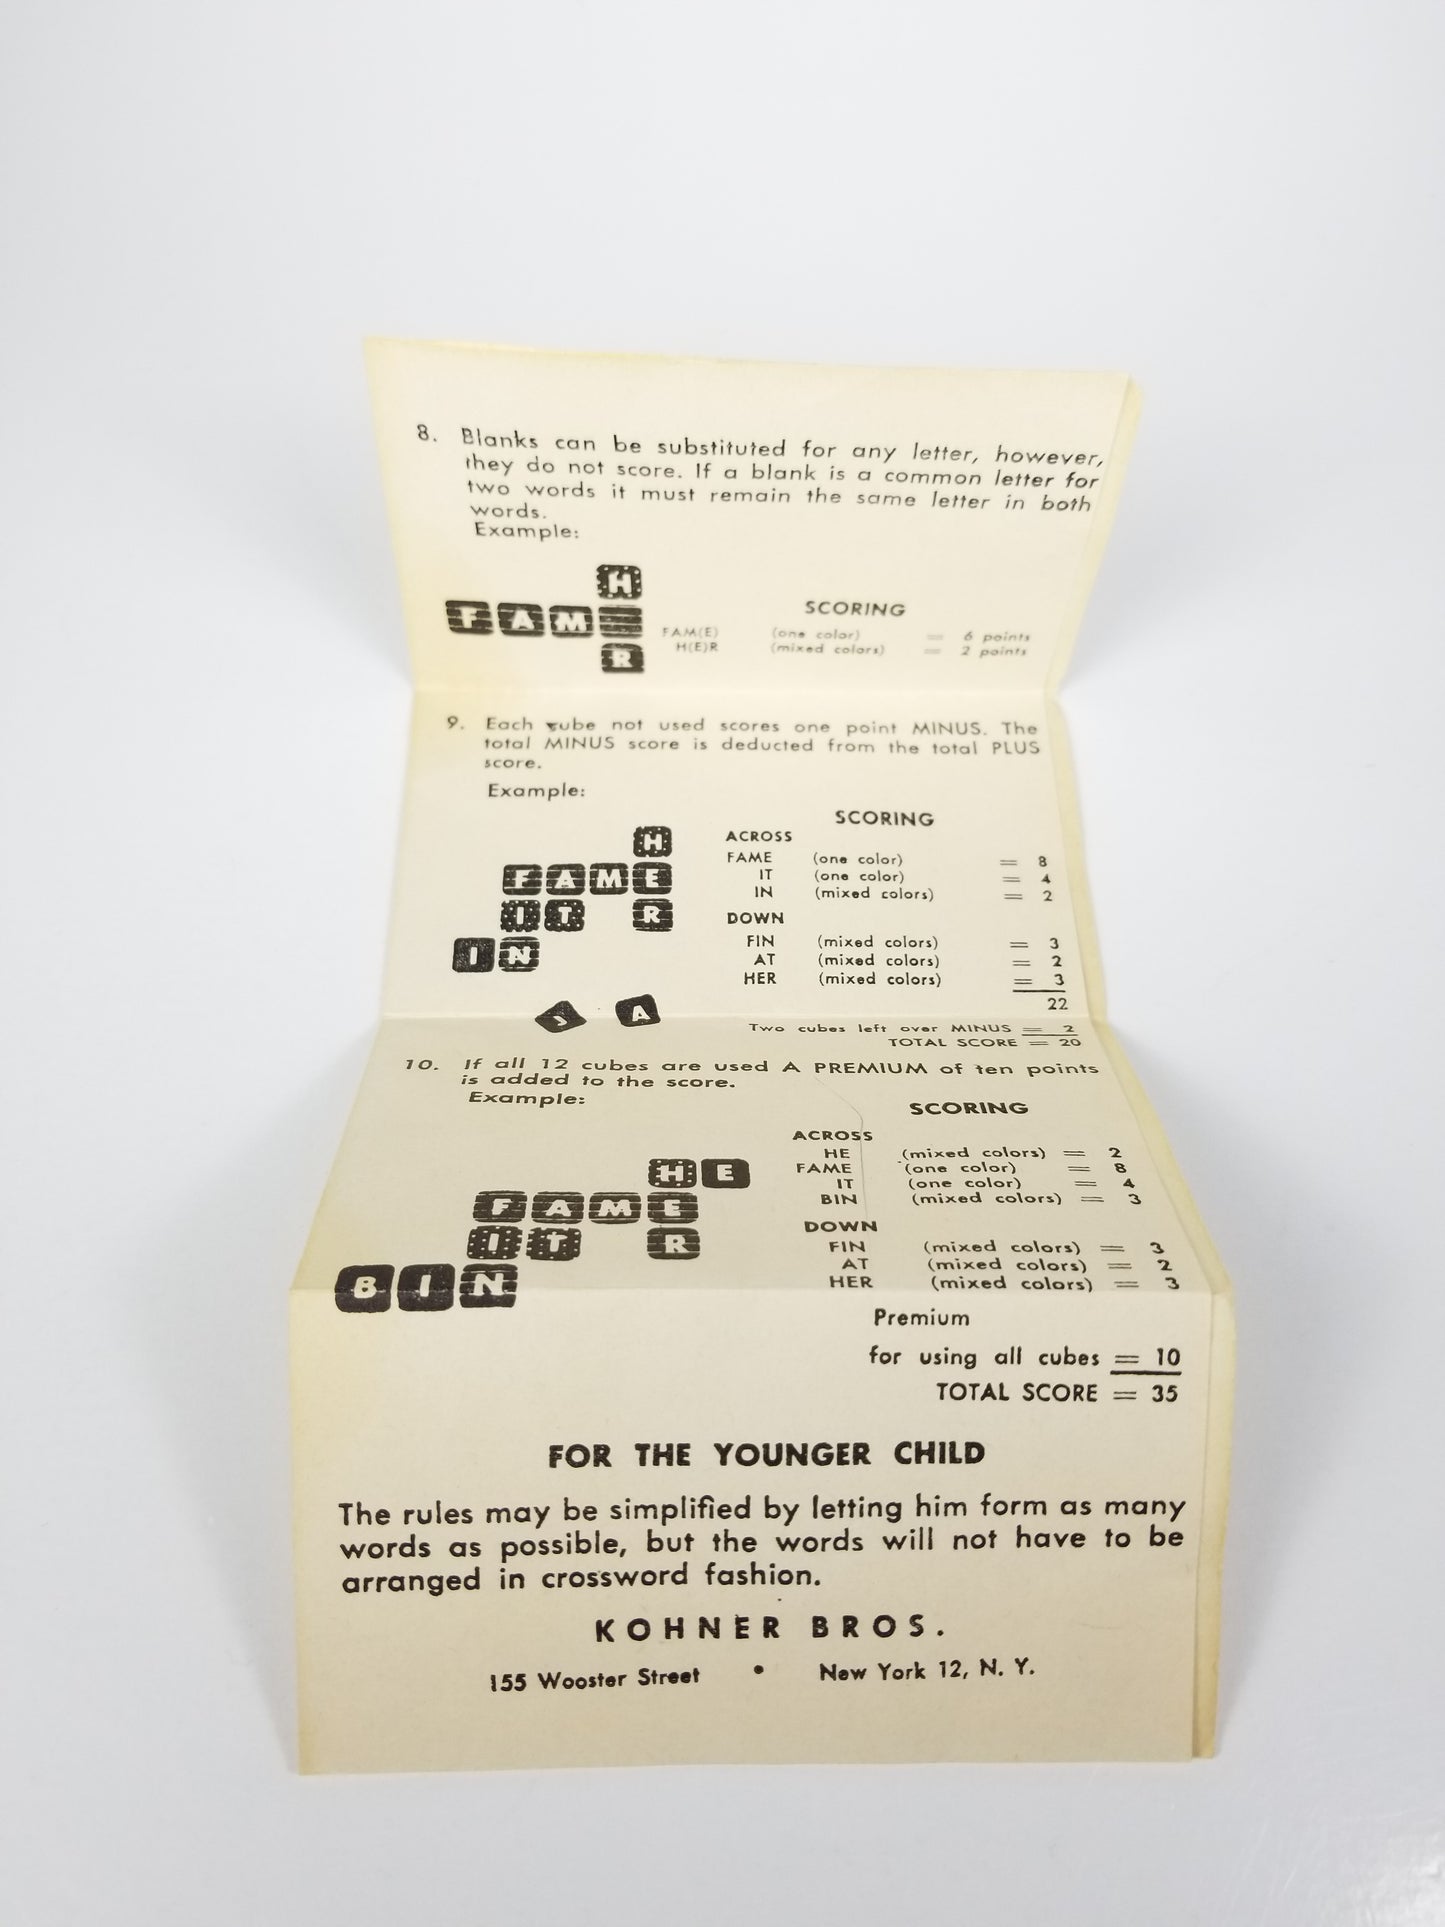 8. Blanks can be substituted for any letter, however,
they do not score. If a blank is a common letter for
two words it must remain the same letter in both
words.
Example:
H
F A M
R
SCORING
FAM(E) (one color) = 6 points
H(E)R (mixed colors) = 2 points
9. Each cube not used scores one point MINUS. The
total MINUS score is deducted from the total PLUS
score.
Example:
H
F A M E
I T R
I N
J A
SCORING
ACROSS
FAME (one color) = 8
IT (one color) = 4
IN (mixed colors) = 2
DOWN
FIN (mixed colors) = 3
AT (mixed colors) = 2
HER (mixed colors) = 3
22
Two cubes left over MINUS = 2
TOTAL SCORE = 20
10. If all 12 cubes are used A PREMIUM of ten points
is added to the score.
Example:
H E
F A M E
I T R
B I N
SCORING
ACROSS
HE (mixed colors) = 2
FAME (one color) = 8
IT (one color) = 4
BIN (mixed colors) = 3
DOWN
FIN (mixed colors) = 3
AT (mixed colors) = 2
HER (mixed colors) = 3
Premium
for using all cubes = 10
TOTAL SCORE = 35
FOR THE YOUNGER CHILD
The rules may be simplified by letting him form as many
words as possible, but the words will not have to be
arranged in crossword fashion.
KOHNER BROS.
155 Wooster Street • New York 12, N. Y.